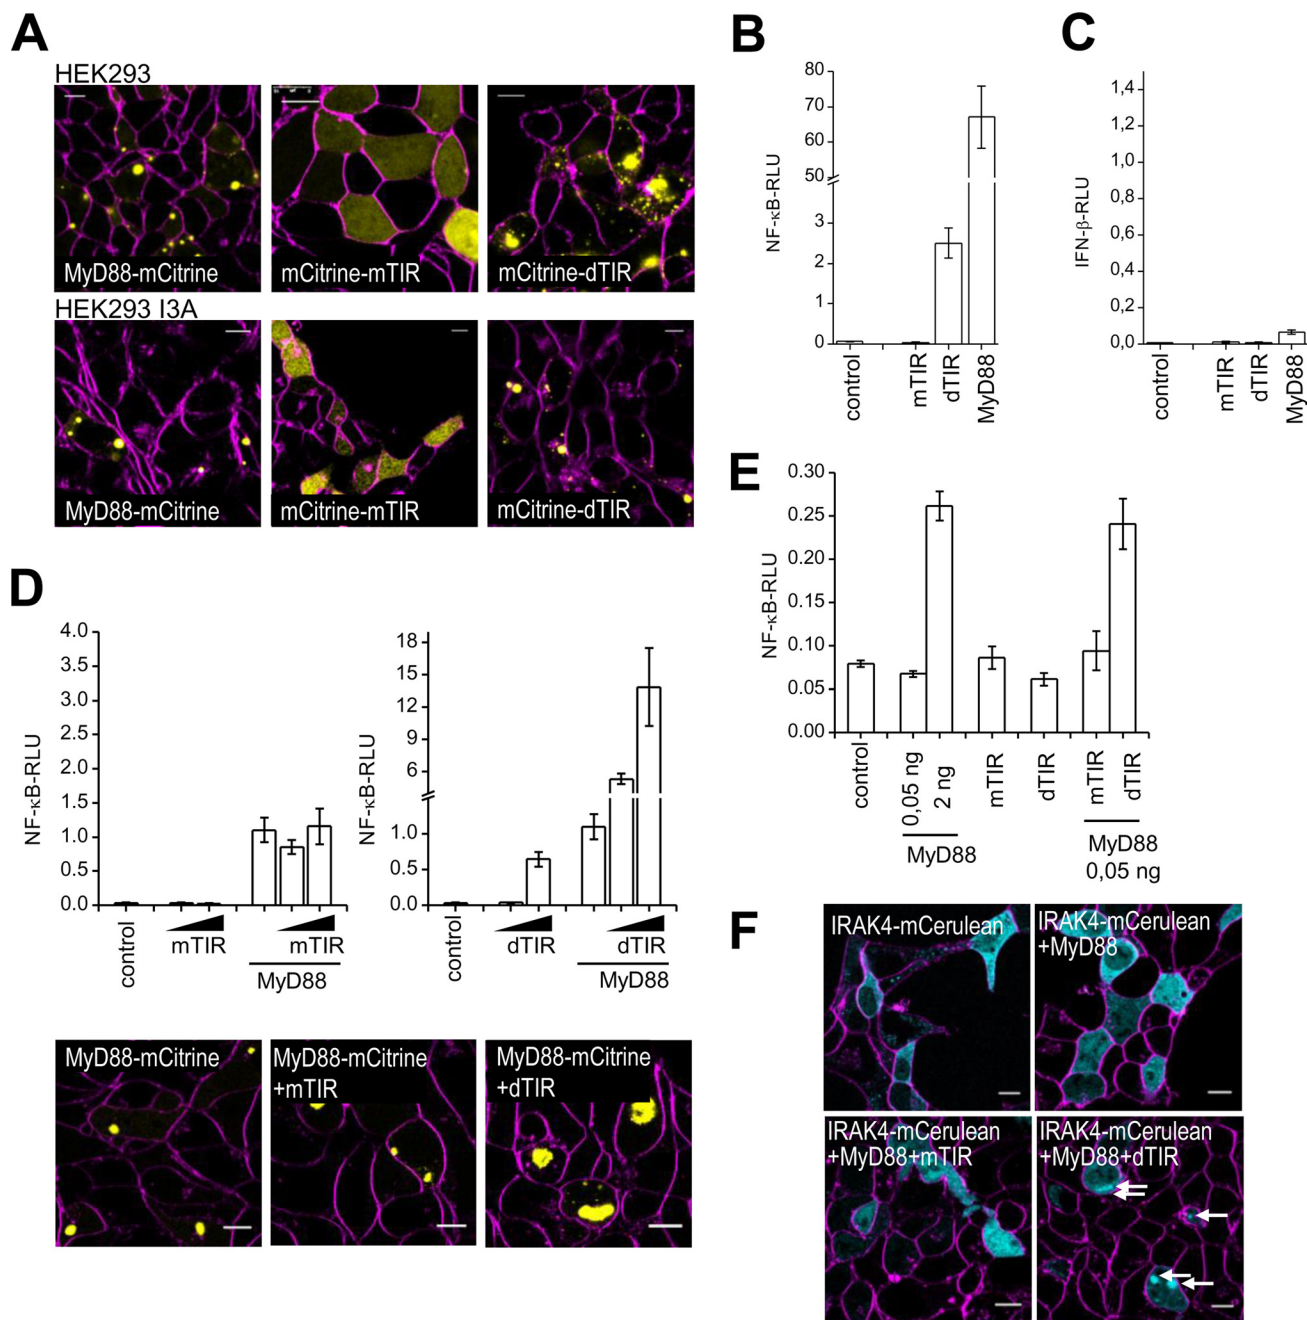 A
HEK293
MyD88-mCitrine
mCitrine-mTIR
mCitrine-dTIR
HEK293 I3A
MyD88-mCitrine
mCitrine-mTIR
mCitrine-dTIR
B
NF-κB-RLU
80
70
60
50
4
3
2
1
0
control
mTIR
dTIR
MyD88
C
IFN-β-RLU
1,4
1,2
1,0
0,8
0,6
0,4
0,2
0,0
control
mTIR
dTIR
MyD88
D
NF-κB-RLU
4.0
3.5
3.0
2.5
2.0
1.5
1.0
0.5
0.0
control
mTIR
mTIR
MyD88
NF-κB-RLU
18
15
12
9
6
1.0
0.5
0.0
control
dTIR
dTIR
MyD88
MyD88-mCitrine
MyD88-mCitrine
+mTIR
MyD88-mCitrine
+dTIR
E
NF-κB-RLU
0.30
0.25
0.20
0.15
0.10
0.05
0.00
control
0,05 ng
2 ng
mTIR
dTIR
mTIR
dTIR
MyD88
MyD88
0,05 ng
F
IRAK4-mCerulean
IRAK4-mCerulean
+MyD88
IRAK4-mCerulean
+MyD88+mTIR
IRAK4-mCerulean
+MyD88+dTIR